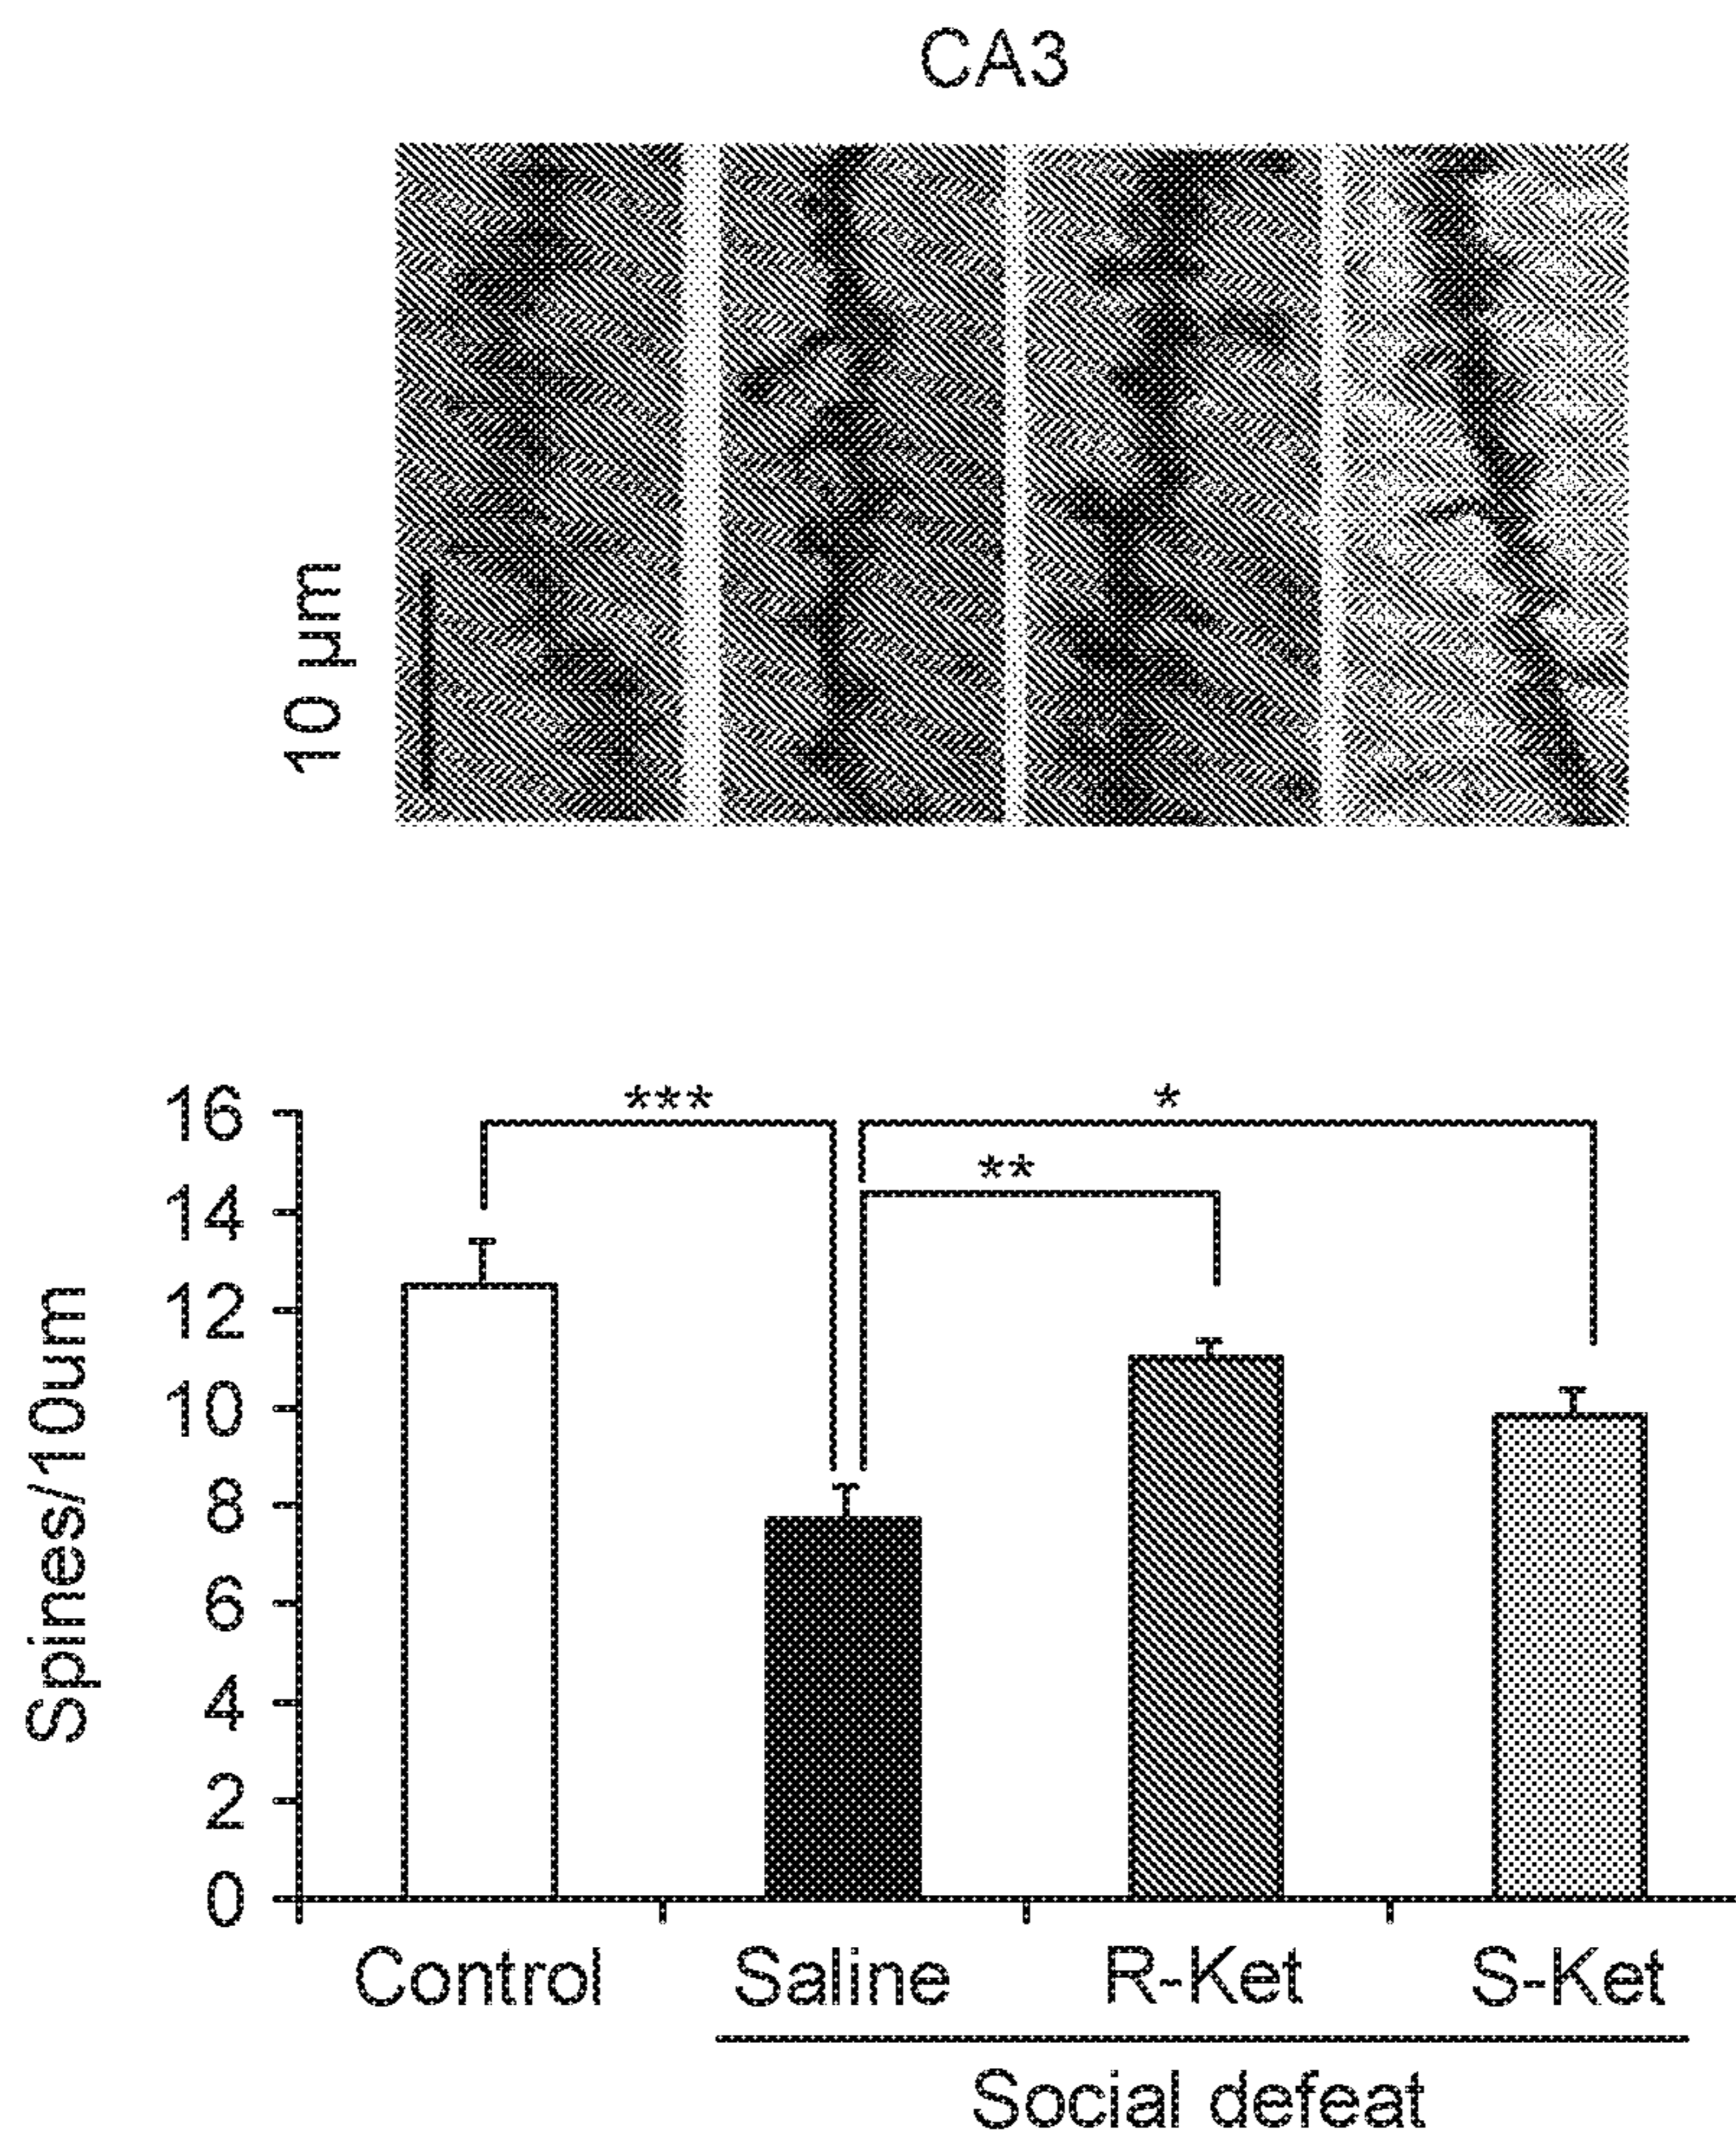 CA3
10 µm
***
*
**
16
14
12
10
8
6
4
2
0
Spines/10um
Control Saline R-Ket S-Ket
Social defeat